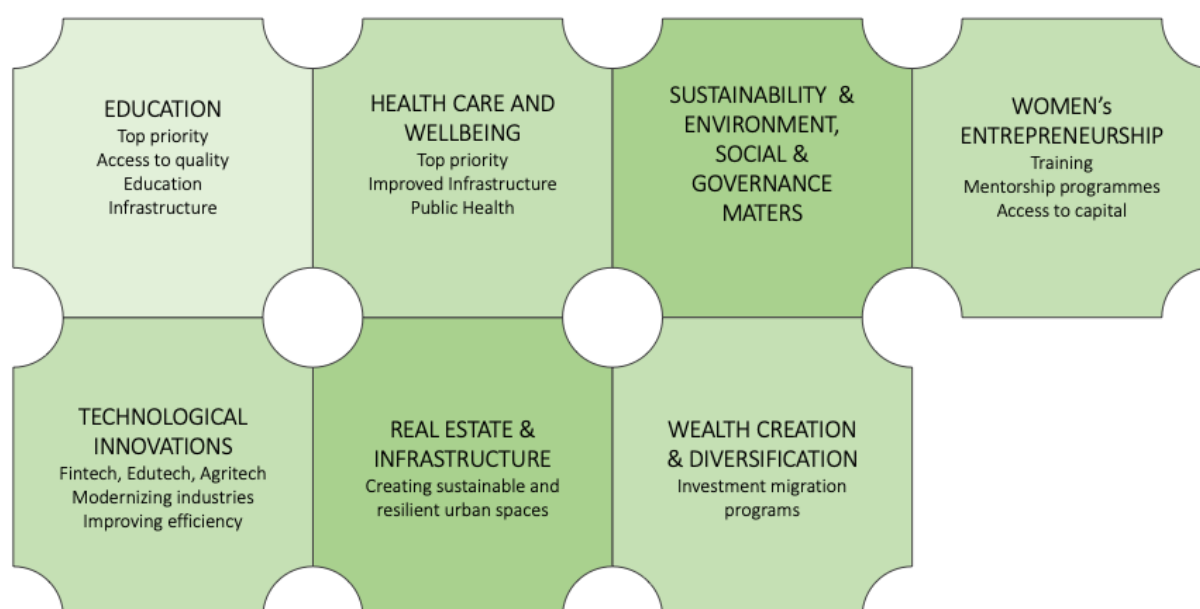 EDUCATION
Top priority
Access to quality
Education
Infrastructure
HEALTH CARE AND
WELLBEING
Top priority
Improved Infrastructure
Public Health
SUSTAINABILITY &
ENVIRONMENT,
SOCIAL &
GOVERNANCE
MATERS
WOMEN's
ENTREPRENEURSHIP
Training
Mentorship programmes
Access to capital
TECHNOLOGICAL
INNOVATIONS
Fintech, Edutech, Agritech
Modernizing industries
Improving efficiency
REAL ESTATE &
INFRASTRUCTURE
Creating sustainable and
resilient urban spaces
WEALTH CREATION
& DIVERSIFICATION
Investment migration
programs